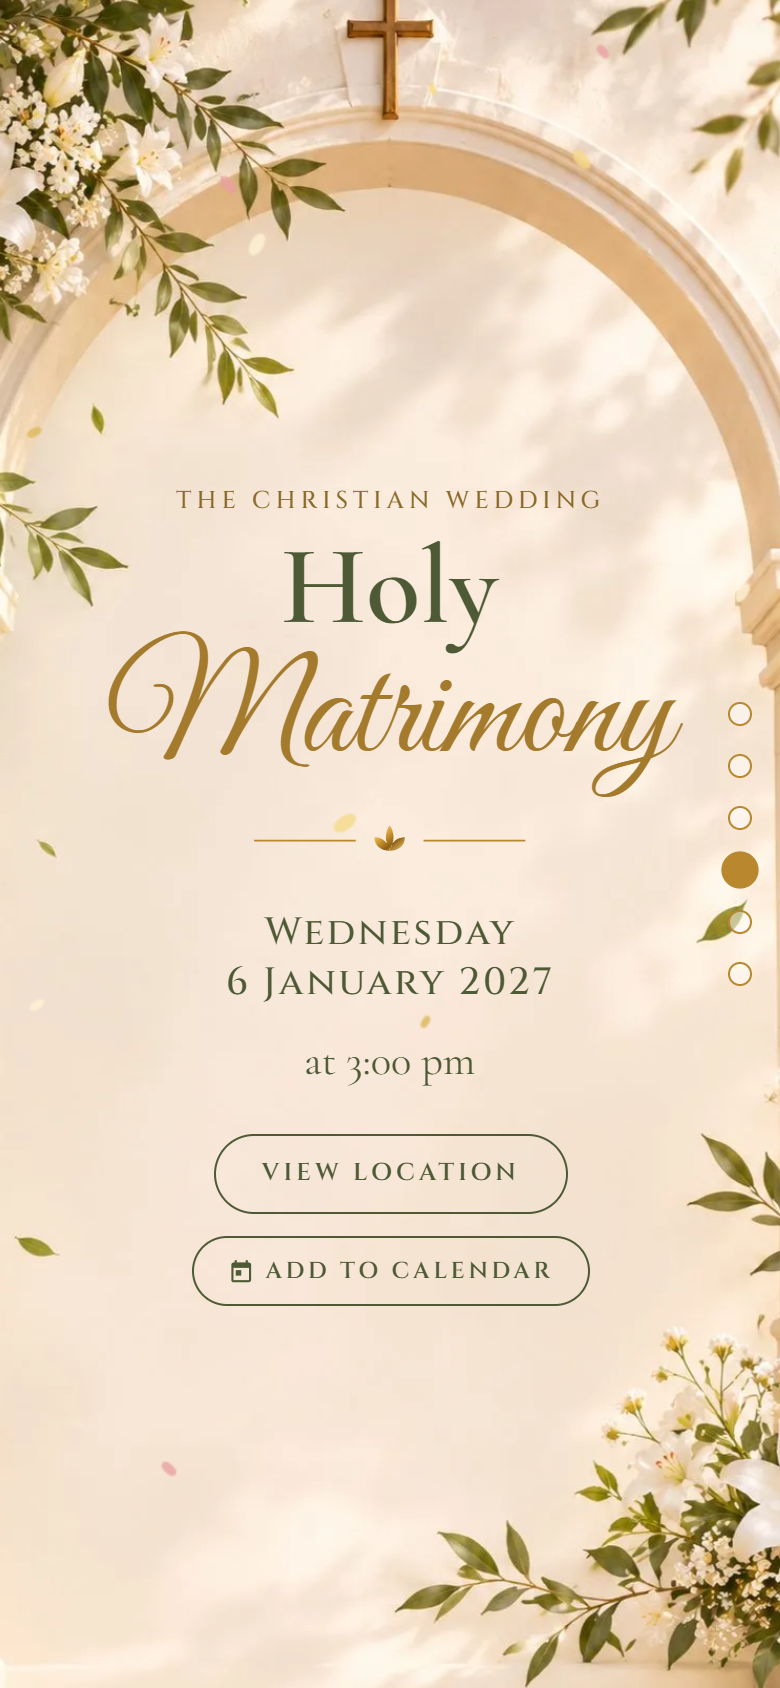 THE CHRISTIAN WEDDING
Holy
Matrimony
WEDNESDAY
6 JANUARY 2027
at 3:00 pm
VIEW LOCATION
ADD TO CALENDAR